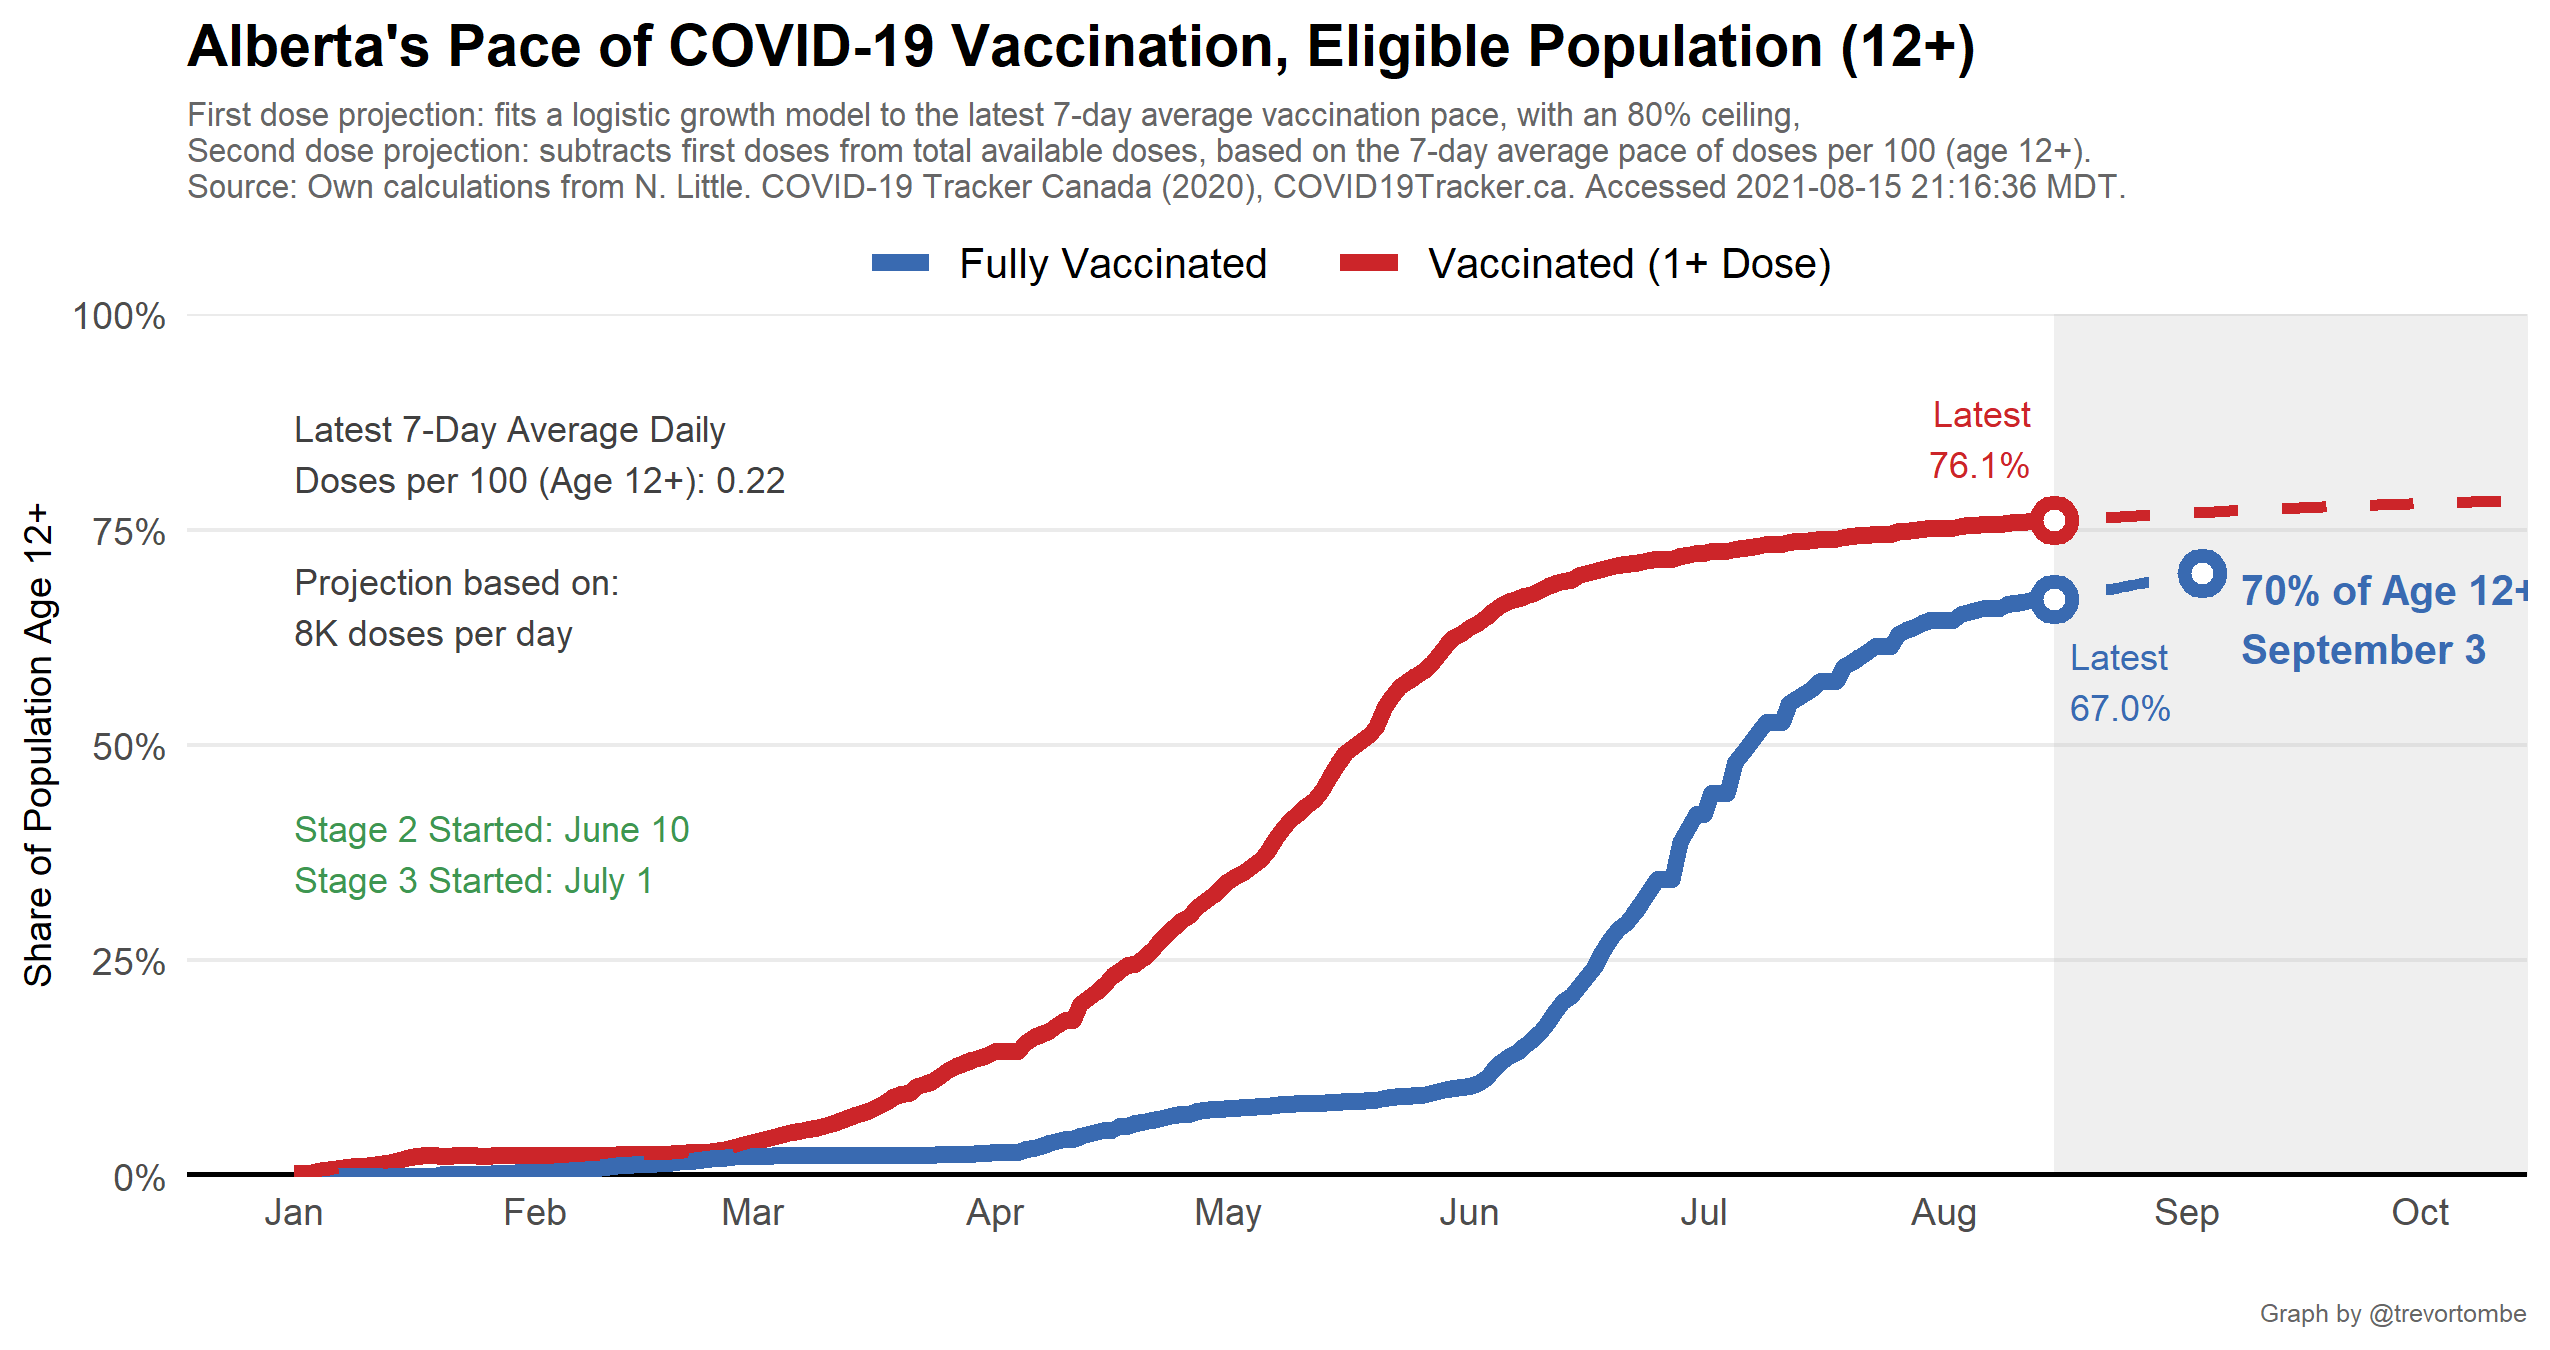 Alberta's Pace of COVID-19 Vaccination, Eligible Population (12+)
First dose projection: fits a logistic growth model to the latest 7-day average vaccination pace, with an 80% ceiling,
Second dose projection: subtracts first doses from total available doses, based on the 7-day average pace of doses per 100 (age 12+).
Source: Own calculations from N. Little. COVID-19 Tracker Canada (2020), COVID19Tracker.ca. Accessed 2021-08-15 21:16:36 MDT.
Fully Vaccinated
Vaccinated (1+ Dose)
Share of Population Age 12+
100%
75%
50%
25%
0%
Latest 7-Day Average Daily
Doses per 100 (Age 12+): 0.22
Projection based on:
8K doses per day
Stage 2 Started: June 10
Stage 3 Started: July 1
Latest
76.1%
70% of Age 12+
September 3
Latest
67.0%
Jan
Feb
Mar
Apr
May
Jun
Jul
Aug
Sep
Oct
Graph by @trevortombe